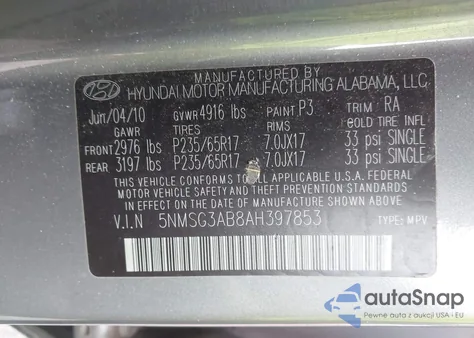 MANUFACTURED BY
HYUNDAI MOTOR MANUFACTURING ALABAMA, LLC
Jun/04/10 GVWR 4916 lbs PAINT P3 TRIM RA
GAWR TIRES RIMS COLD TIRE INFL
FRONT 2976 lbs P235/65R17 7.0JX17 33 psi SINGLE
REAR 3197 lbs P235/65R17 7.0JX17 33 psi SINGLE
THIS VEHICLE CONFORMS TO ALL APPLICABLE U.S.A. FEDERAL
MOTOR VEHICLE SAFETY AND THEFT PREVENTION STANDARDS
IN EFFECT ON THE DATE OF MANUFACTURE SHOWN ABOVE
V.I.N 5NMSG3AB8AH397853 TYPE: MPV
autoSnap
Pewne auta z aukcji USA i EU